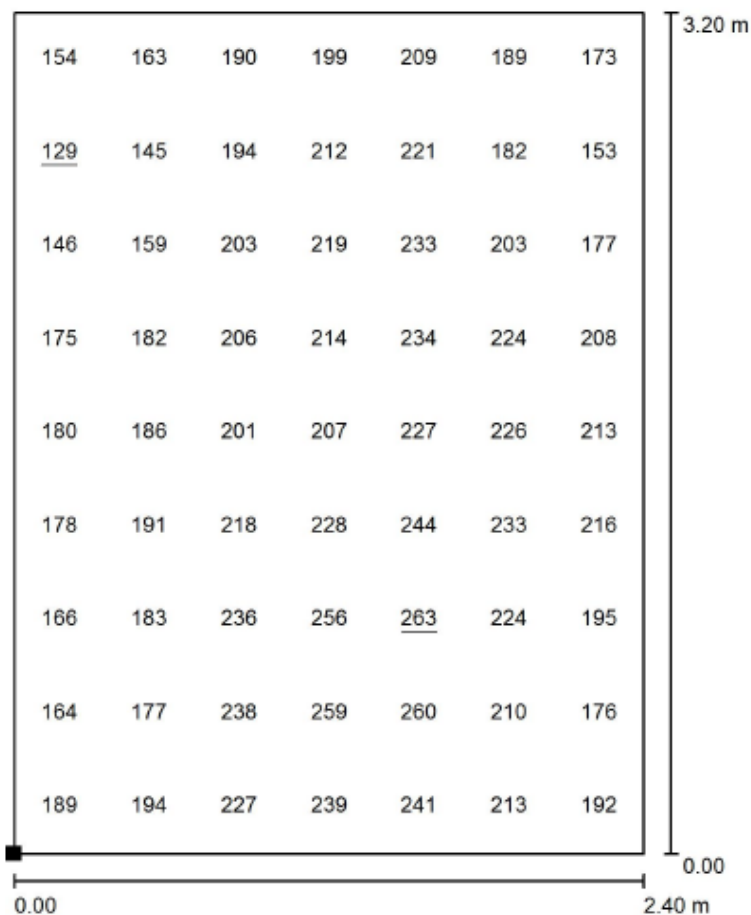 3.20 m
154 163 190 199 209 189 173
129 145 194 212 221 182 153
146 159 203 219 233 203 177
175 182 206 214 234 224 208
180 186 201 207 227 226 213
178 191 218 228 244 233 216
166 183 236 256 263 224 195
164 177 238 259 260 210 176
189 194 227 239 241 213 192
0.00
0.00 2.40 m